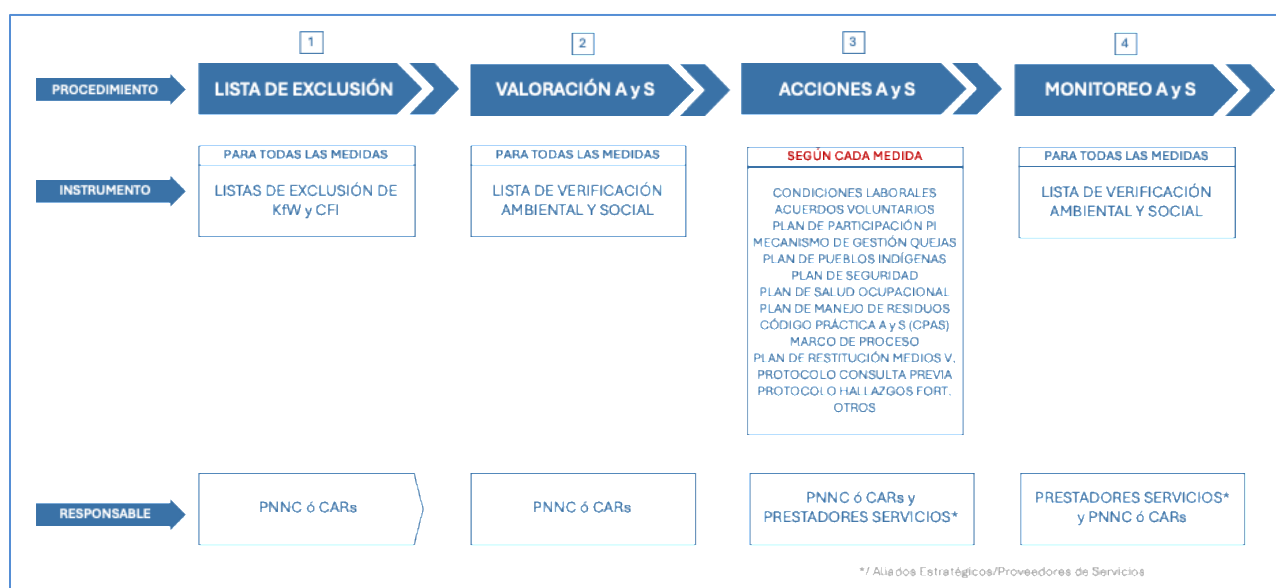 1
2
3
4
PROCEDIMIENTO
LISTA DE EXCLUSIÓN
VALORACIÓN A y S
ACCIONES A y S
MONITOREO A y S
INSTRUMENTO
PARA TODAS LAS MEDIDAS
LISTAS DE EXCLUSIÓN DE
KfW y CFI
PARA TODAS LAS MEDIDAS
LISTA DE VERIFICACIÓN
AMBIENTAL Y SOCIAL
SEGÚN CADA MEDIDA
CONDICIONES LABORALES
ACUERDOS VOLUNTARIOS
PLAN DE PARTICIPACIÓN PI
MECANISMO DE GESTIÓN QUEJAS
PLAN DE PUEBLOS INDÍGENAS
PLAN DE SEGURIDAD
PLAN DE SALUD OCUPACIONAL
PLAN DE MANEJO DE RESIDUOS
CÓDIGO PRÁCTICA A y S (CPAS)
MARCO DE PROCESO
PLAN DE RESTITUCIÓN MEDIOS V.
PROTOCOLO CONSULTA PREVIA
PROTOCOLO HALLAZGOS FORT.
OTROS
PARA TODAS LAS MEDIDAS
LISTA DE VERIFICACIÓN
AMBIENTAL Y SOCIAL
RESPONSABLE
PNNC ó CARs
PNNC ó CARs
PNNC ó CARs y
PRESTADORES SERVICIOS*
PRESTADORES SERVICIOS*
y PNNC ó CARs
*/ Aliados Estratégicos/Proveedores de Servicios